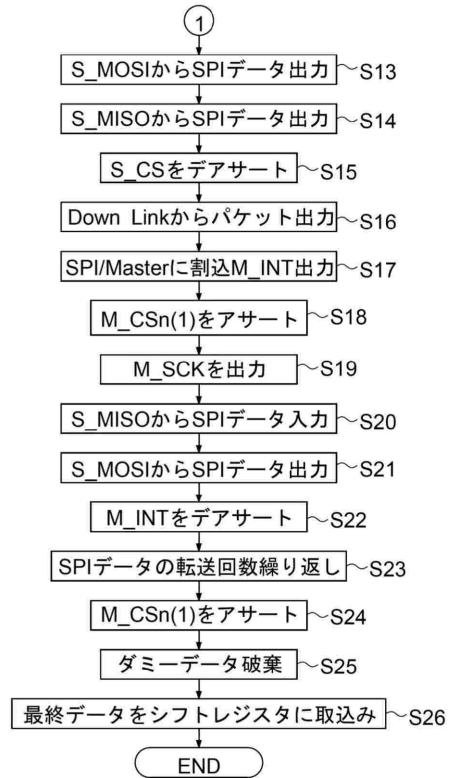 1
S_MOSIからSPIデータ出力 S13
S_MISOからSPIデータ出力 S14
S_CSをデアサート S15
Down Linkからパケット出力 S16
SPI/Masterに割込M_INT出力 S17
M_CSn(1)をアサート S18
M_SCKを出力 S19
S_MISOからSPIデータ入力 S20
S_MOSIからSPIデータ出力 S21
M_INTをデアサート S22
SPIデータの転送回数繰り返し S23
M_CSn(1)をアサート S24
ダミーデータ破棄 S25
最終データをシフトレジスタに取込み S26
END